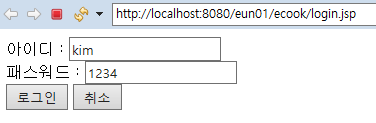 http://localhost:8080/eun01/ecook/login.jsp
아이디 : kim
패스워드 : 1234
로그인 취소